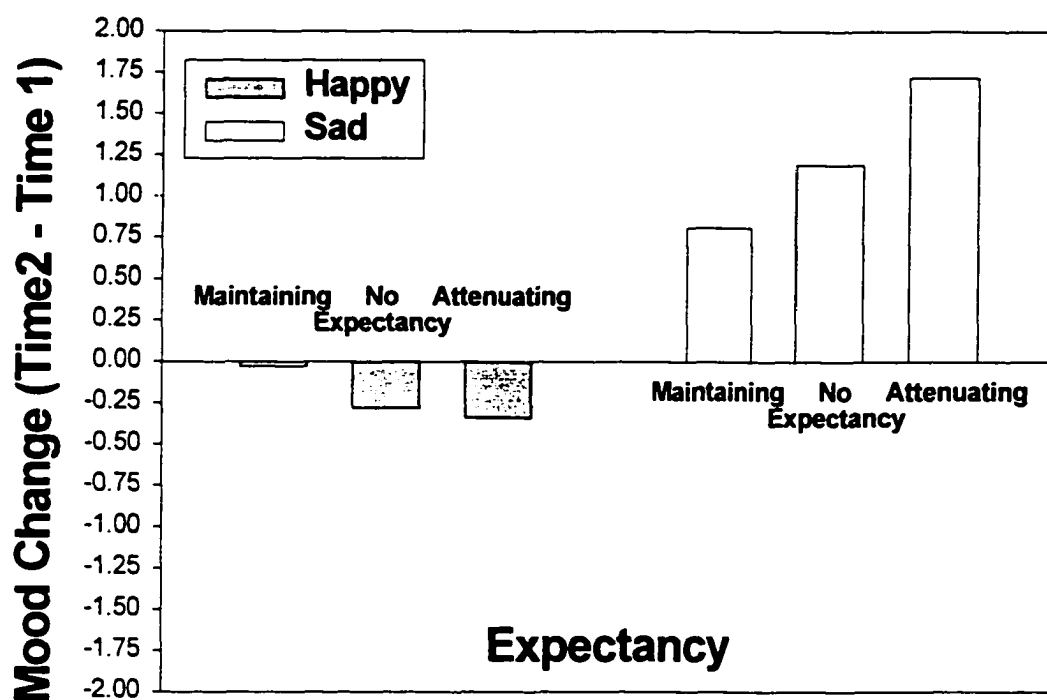 Mood Change (Time2 - Time 1)
2.00
1.75
1.50
1.25
1.00
0.75
0.50
0.25
0.00
-0.25
-0.50
-0.75
-1.00
-1.25
-1.50
-1.75
-2.00
Happy
Sad
Maintaining No Attenuating
Expectancy
Maintaining No Attenuating
Expectancy
Expectancy